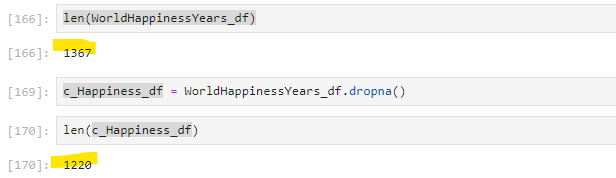 [166]: len(WorldHappinessYears_df)
[166]: 1367
[169]: c_Happiness_df = WorldHappinessYears_df.dropna()
[170]: len(c_Happiness_df)
[170]: 1220